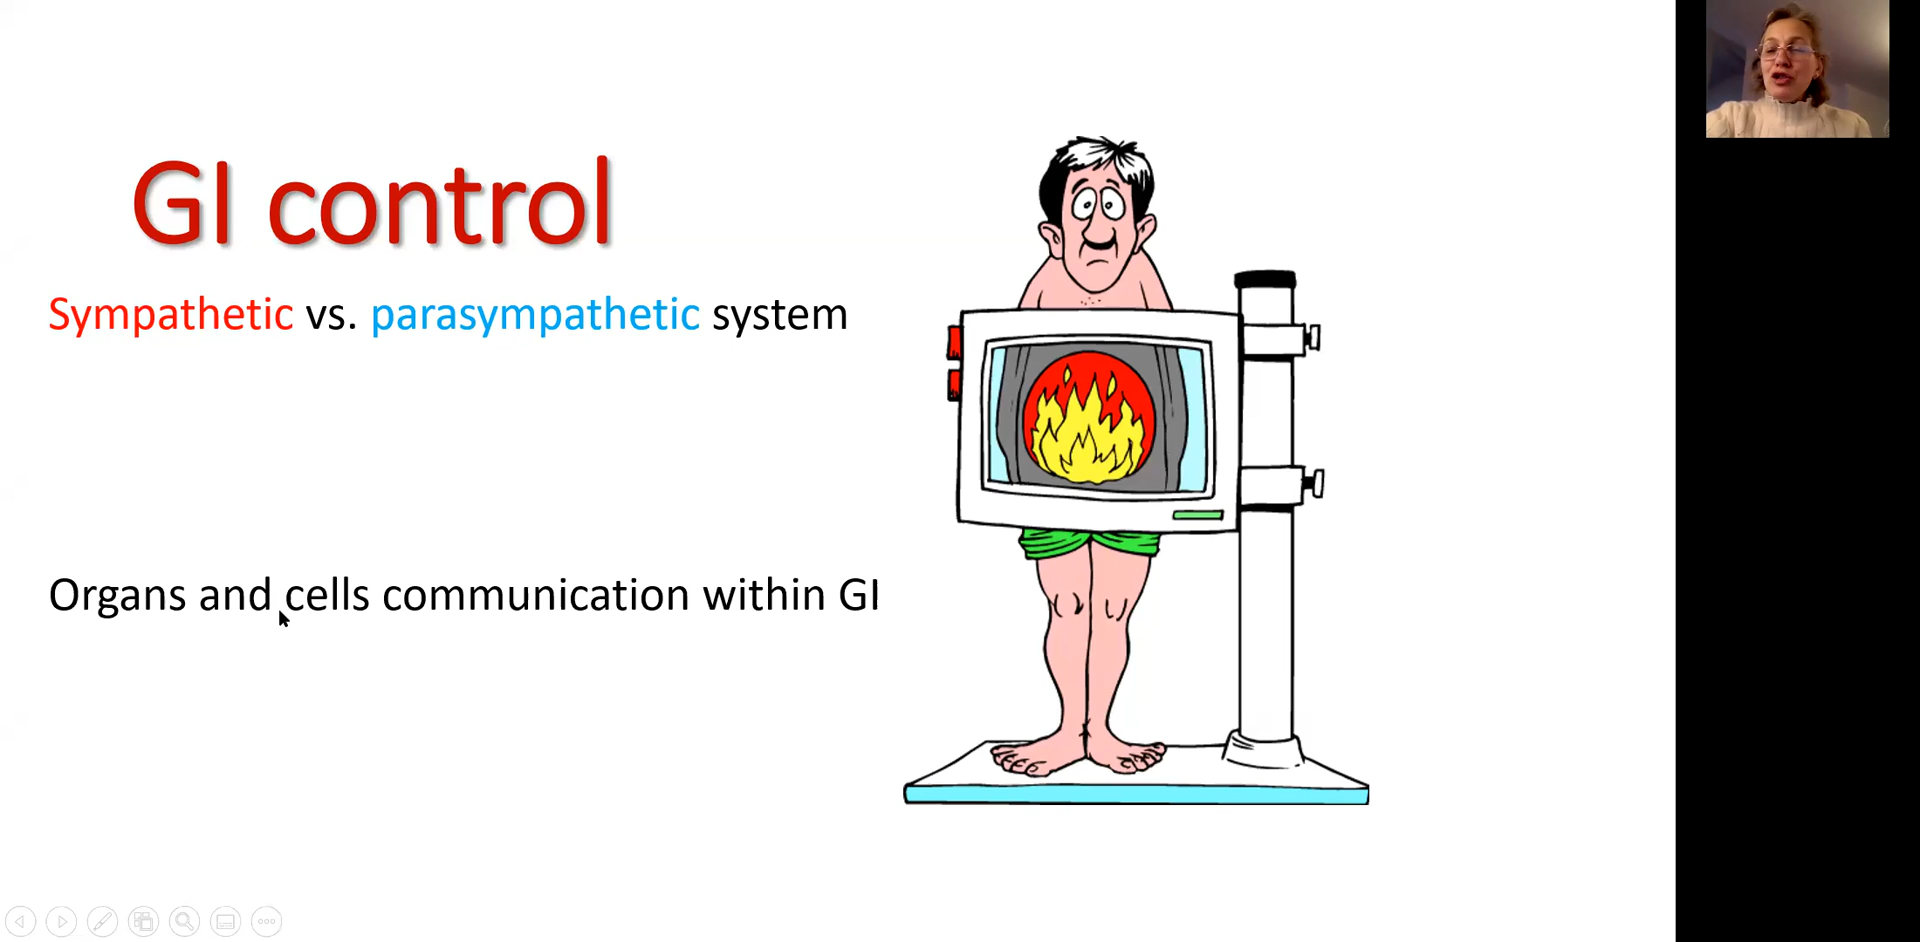 GI control
Sympathetic vs. parasympathetic system
Organs and cells communication within GI